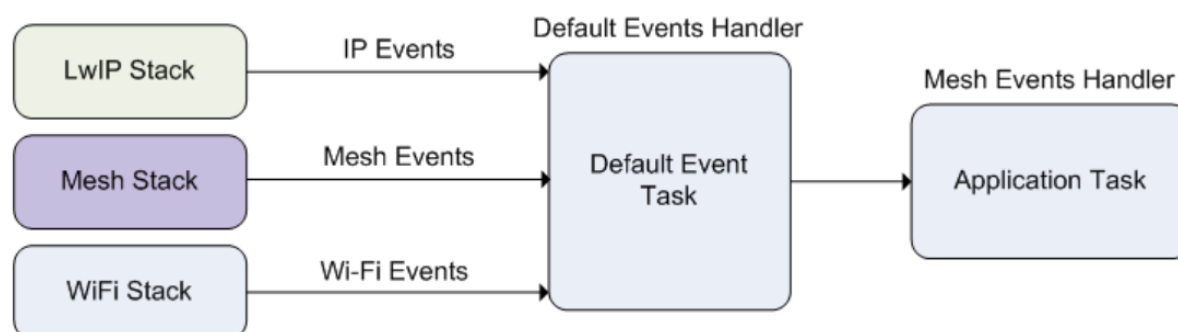 Default Events Handler
LwIP Stack
IP Events
Mesh Events Handler
Mesh Stack
Mesh Events
Default Event
Task
Application Task
WiFi Stack
Wi-Fi Events